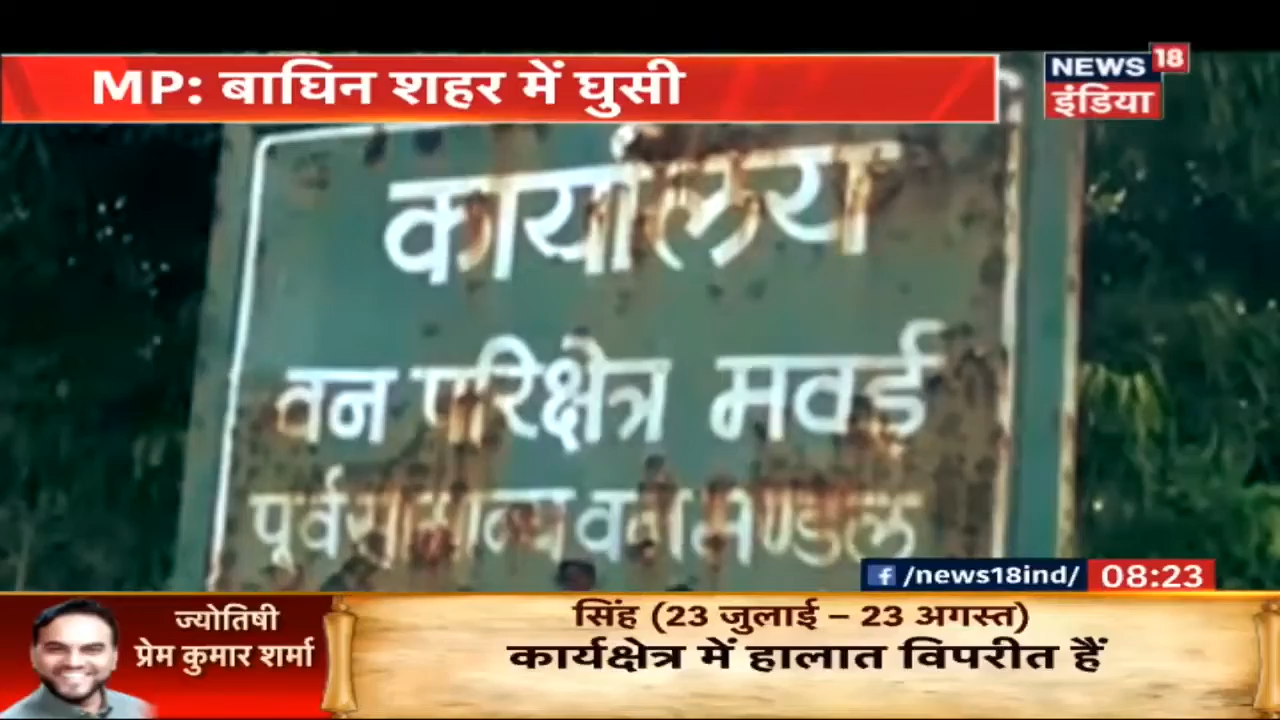 MP: बाघिन शहर में घुसी
NEWS 18
इंडिया
कार्यालय
वन परिक्षेत्र मवई
पूर्व सामान्य वन मण्डल
/news18ind/ 08:23
ज्योतिषी
प्रेम कुमार शर्मा
सिंह (23 जुलाई – 23 अगस्त)
कार्यक्षेत्र में हालात विपरीत हैं